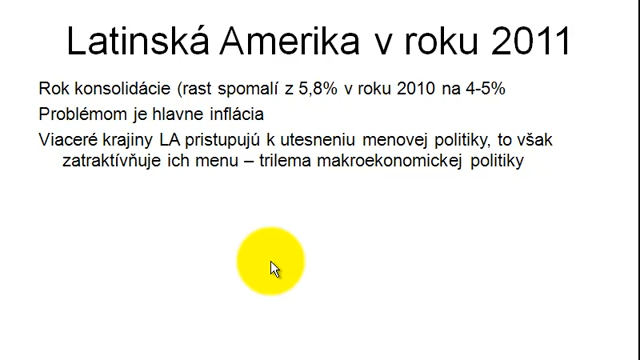 Latinská Amerika v roku 2011
Rok konsolidácie (rast spomalí z 5,8% v roku 2010 na 4-5%
Problémom je hlavne inflácia
Viaceré krajiny LA pristupujú k utesneniu menovej politiky, to však
zatraktívňuje ich menu – trilema makroekonomickej politiky